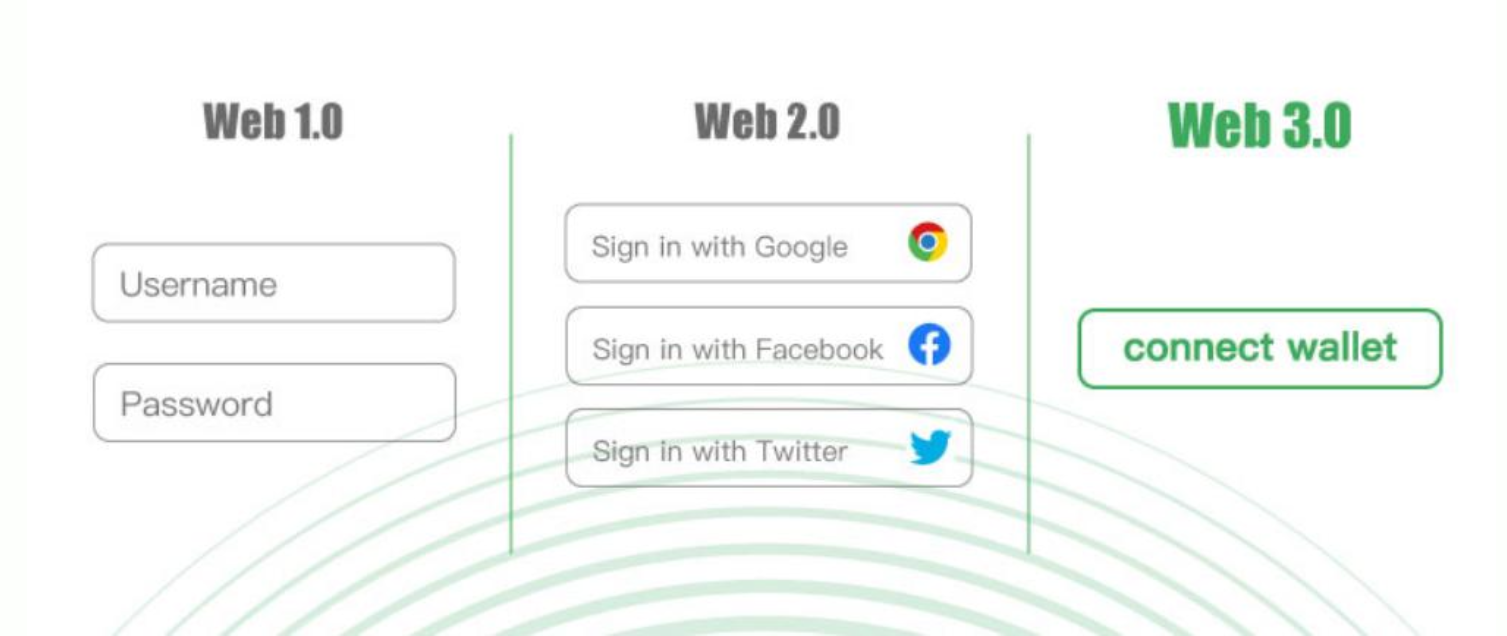 Web 1.0
Username
Password
Web 2.0
Sign in with Google
Sign in with Facebook
Sign in with Twitter
Web 3.0
connect wallet